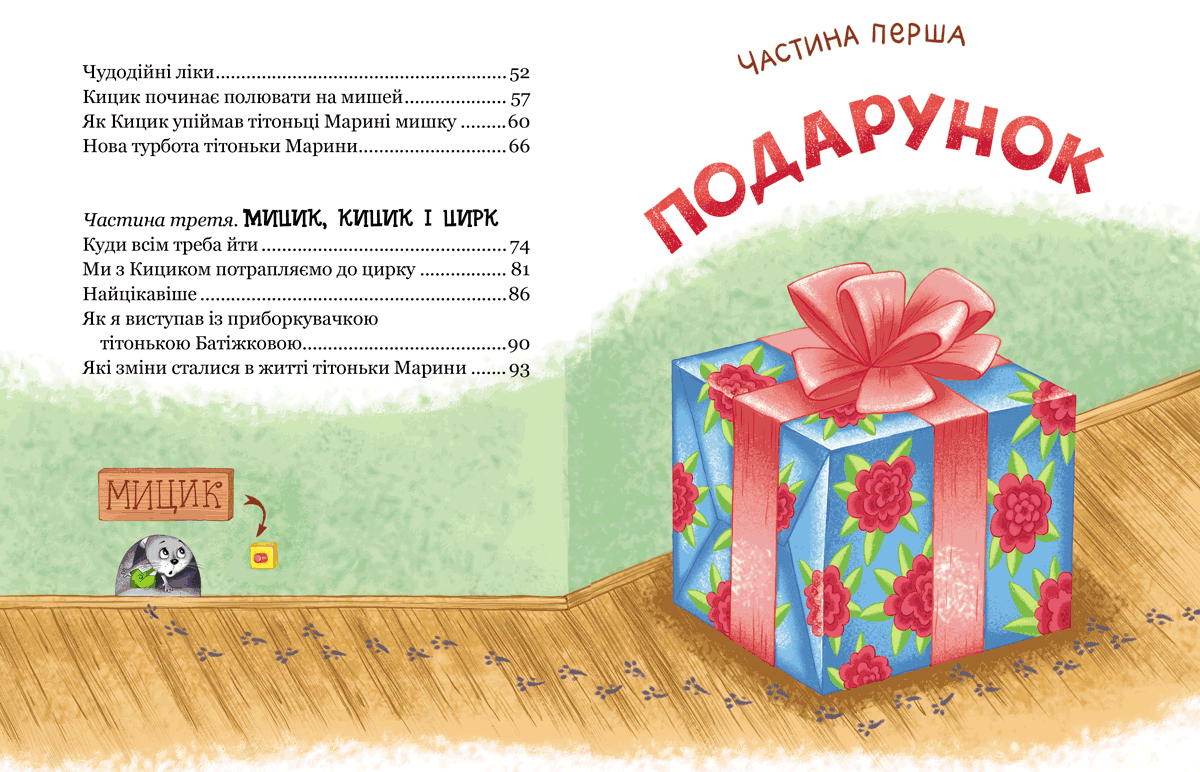 Чудодійні ліки.................................................... 52
Кицик починає полювати на мишей.................... 57
Як Кицик упіймав тітоньці Марині мишку .........60
Нова турбота тітоньки Марини............................. 66
Частина третя. МИЦИК, КИЦИК І ЦИРК
Куди всім треба йти ................................................ 74
Ми з Кициком потрапляємо до цирку ................. 81
Найцікавіше ............................................................86
Як я виступав із приборкувачкою
тітонькою Батіжковою........................................90
Які зміни сталися в житті тітоньки Марини ....... 93
МИЦИК
ЧАСТИНА ПЕРША
ПОДАРУНОК